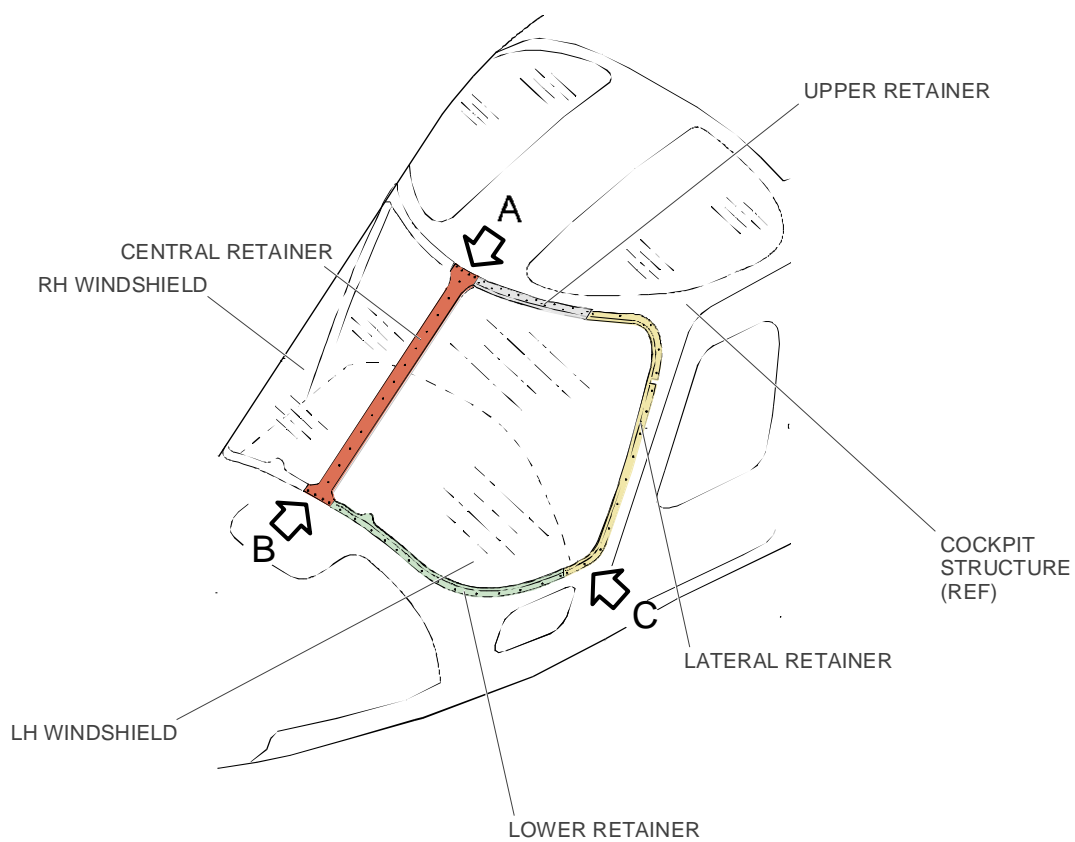 UPPER RETAINER
A
CENTRAL RETAINER
RH WINDSHIELD
B
COCKPIT
STRUCTURE
(REF)
C
LATERAL RETAINER
LH WINDSHIELD
LOWER RETAINER